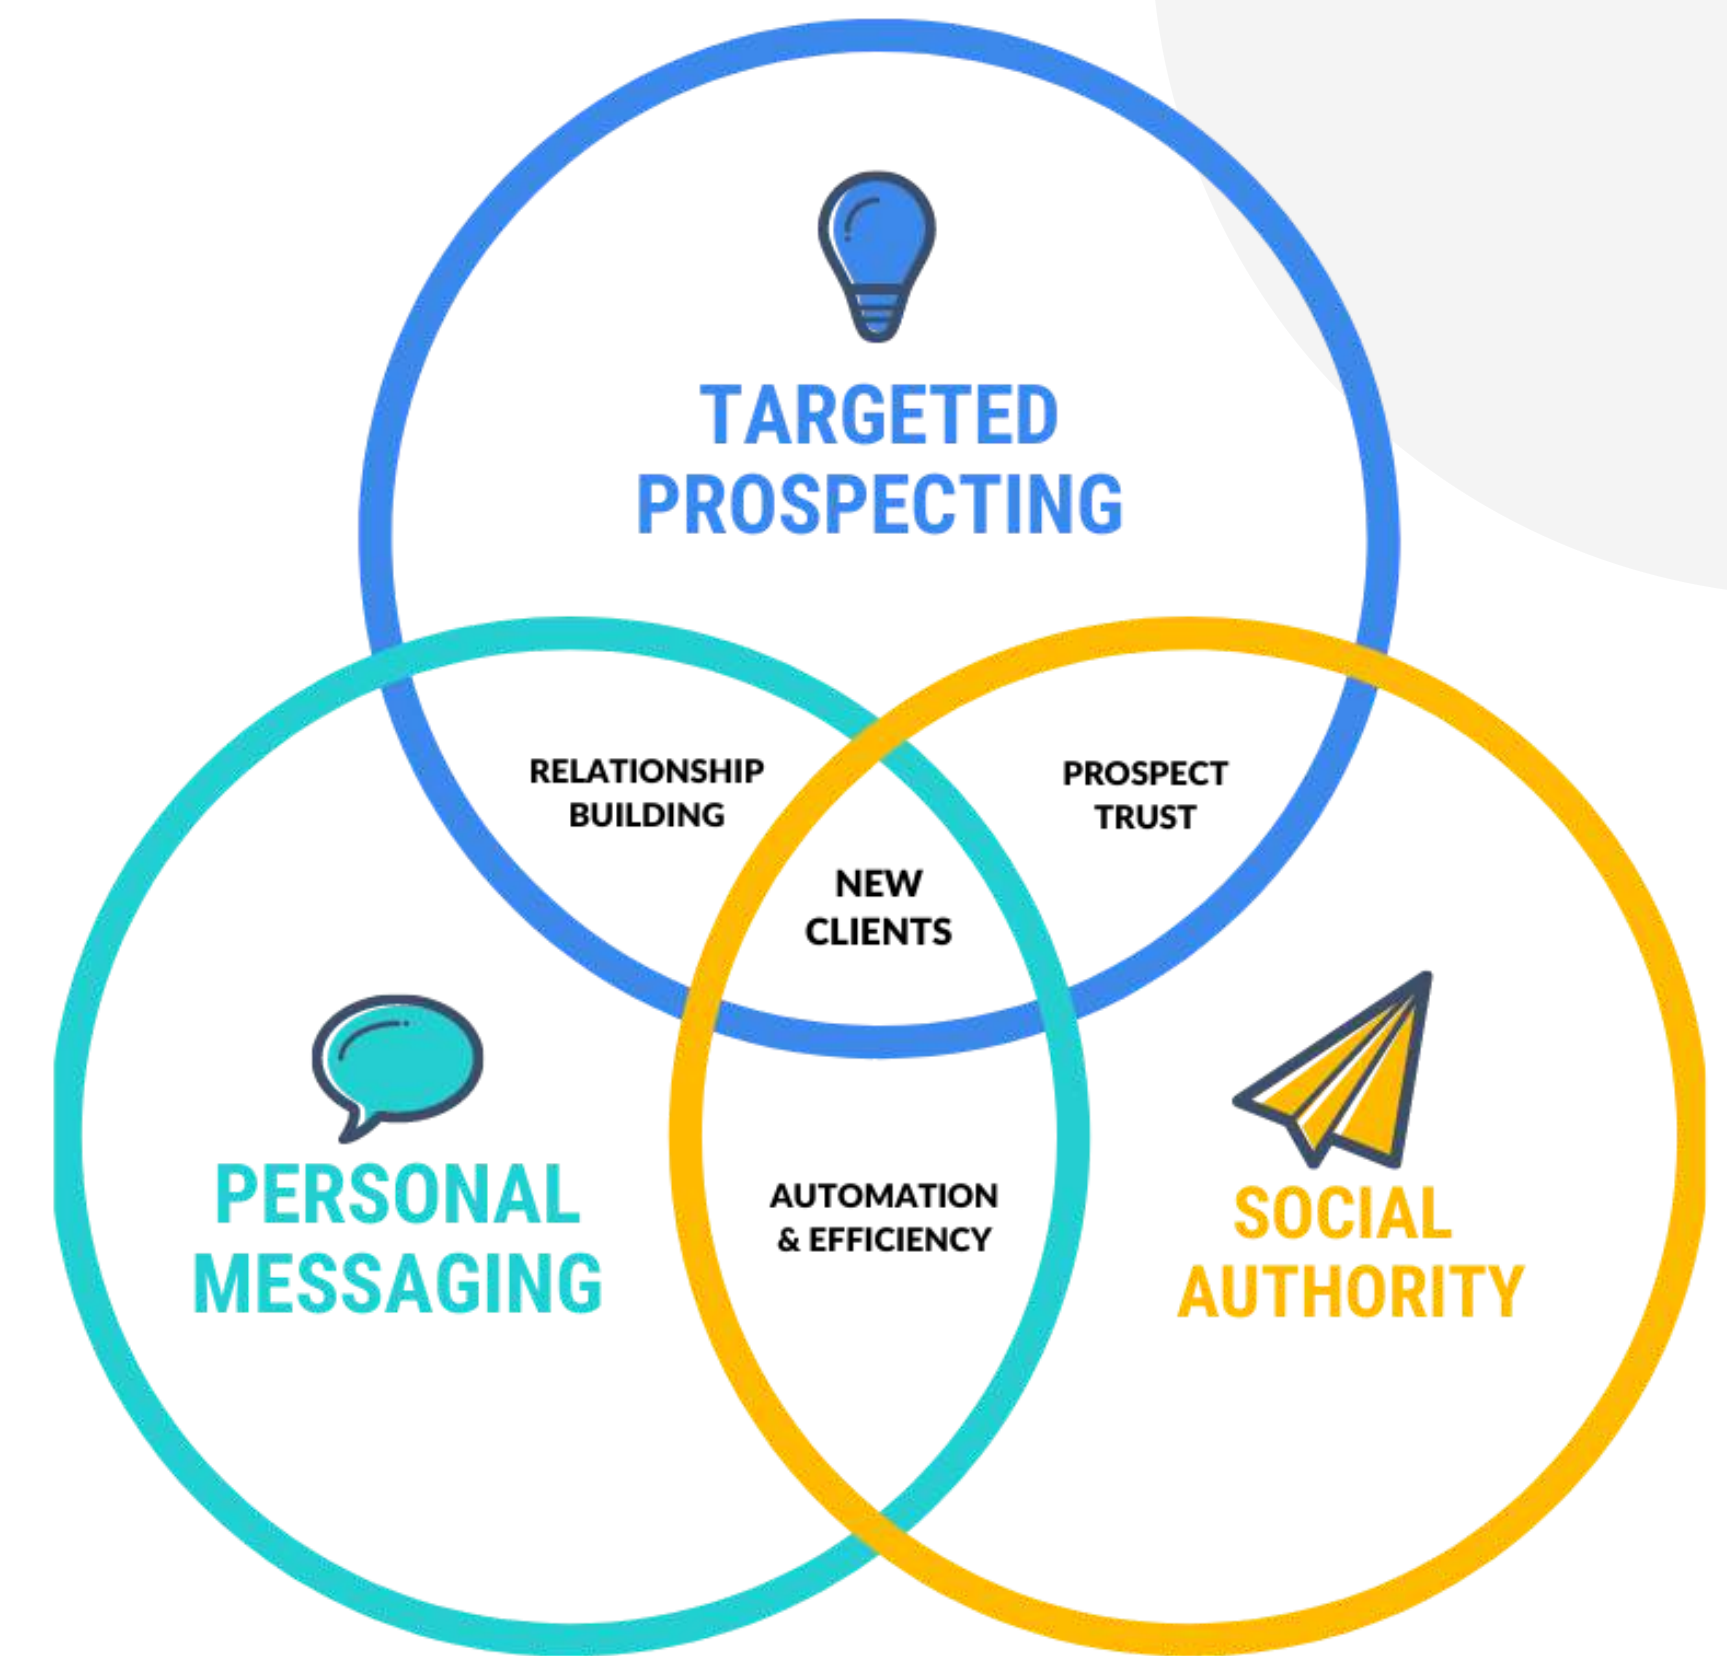 TARGETED
PROSPECTING
RELATIONSHIP
BUILDING
PROSPECT
TRUST
NEW
CLIENTS
PERSONAL
MESSAGING
AUTOMATION
& EFFICIENCY
SOCIAL
AUTHORITY